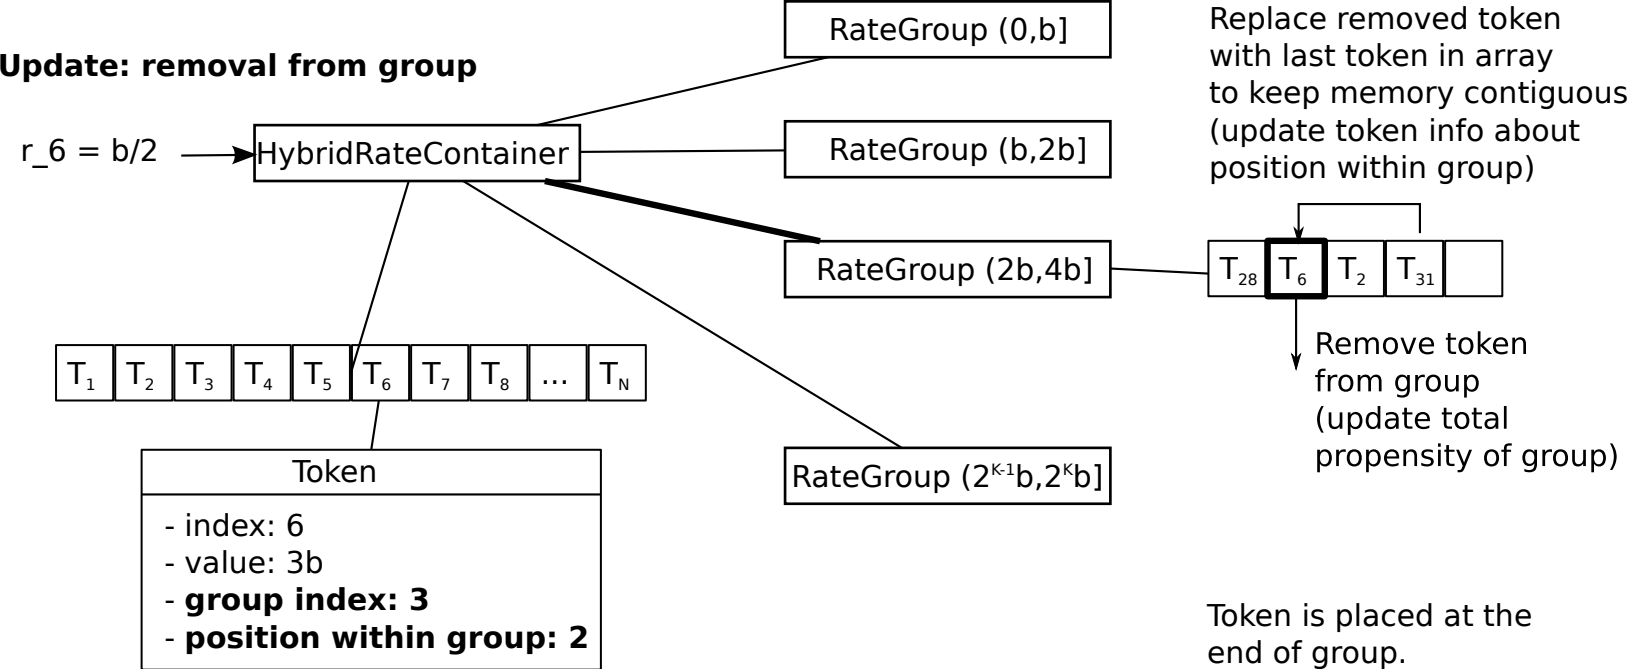 Update: removal from group
r_6 = b/2
HybridRateContainer
RateGroup (0,b]
RateGroup (b,2b]
RateGroup (2b,4b]
RateGroup (2ᴷ⁻¹b,2ᴷb]
Replace removed token
with last token in array
to keep memory contiguous
(update token info about
position within group)
T₂₈ T₆ T₂ T₃₁
Remove token
from group
(update total
propensity of group)
T₁ T₂ T₃ T₄ T₅ T₆ T₇ T₈ ... T_N
Token
- index: 6
- value: 3b
- group index: 3
- position within group: 2
Token is placed at the
end of group.